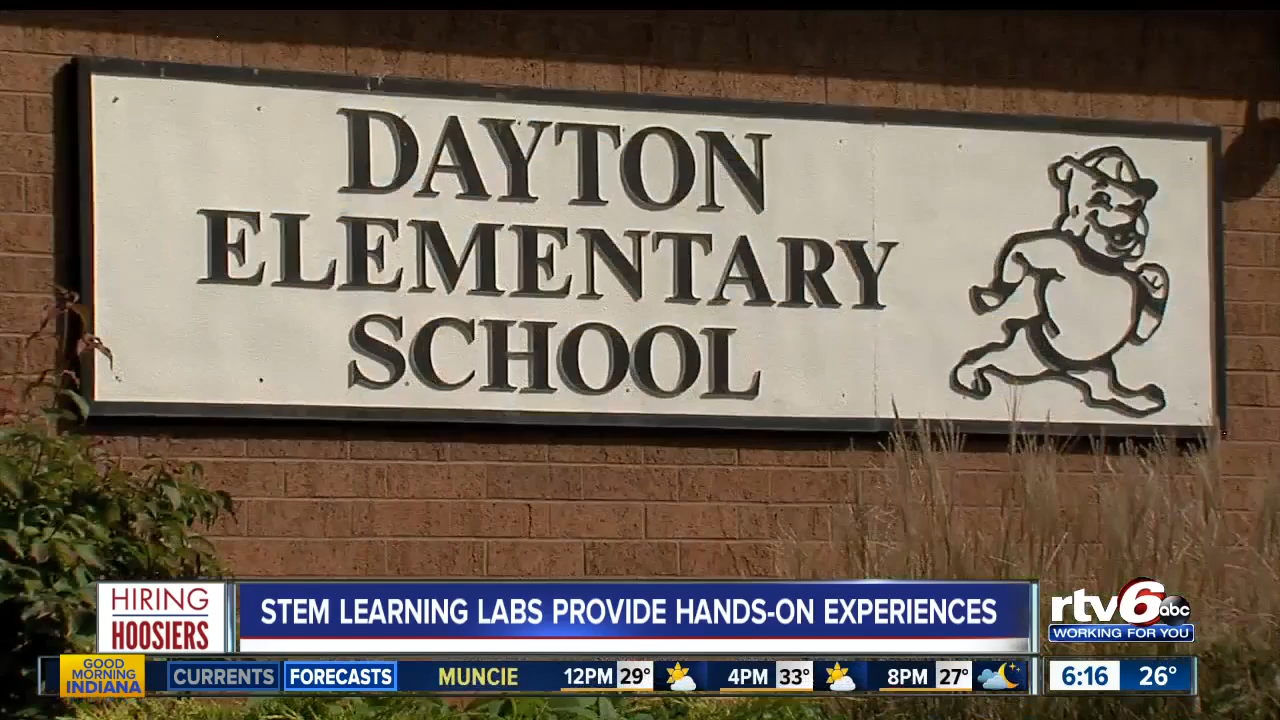 DAYTON
ELEMENTARY
SCHOOL
HIRING
HOOSIERS
STEM LEARNING LABS PROVIDE HANDS-ON EXPERIENCES
rtv6 abc
WORKING FOR YOU
GOOD
MORNING
INDIANA
CURRENTS FORECASTS MUNCIE 12PM 29° 4PM 33° 8PM 27° 6:16 26°